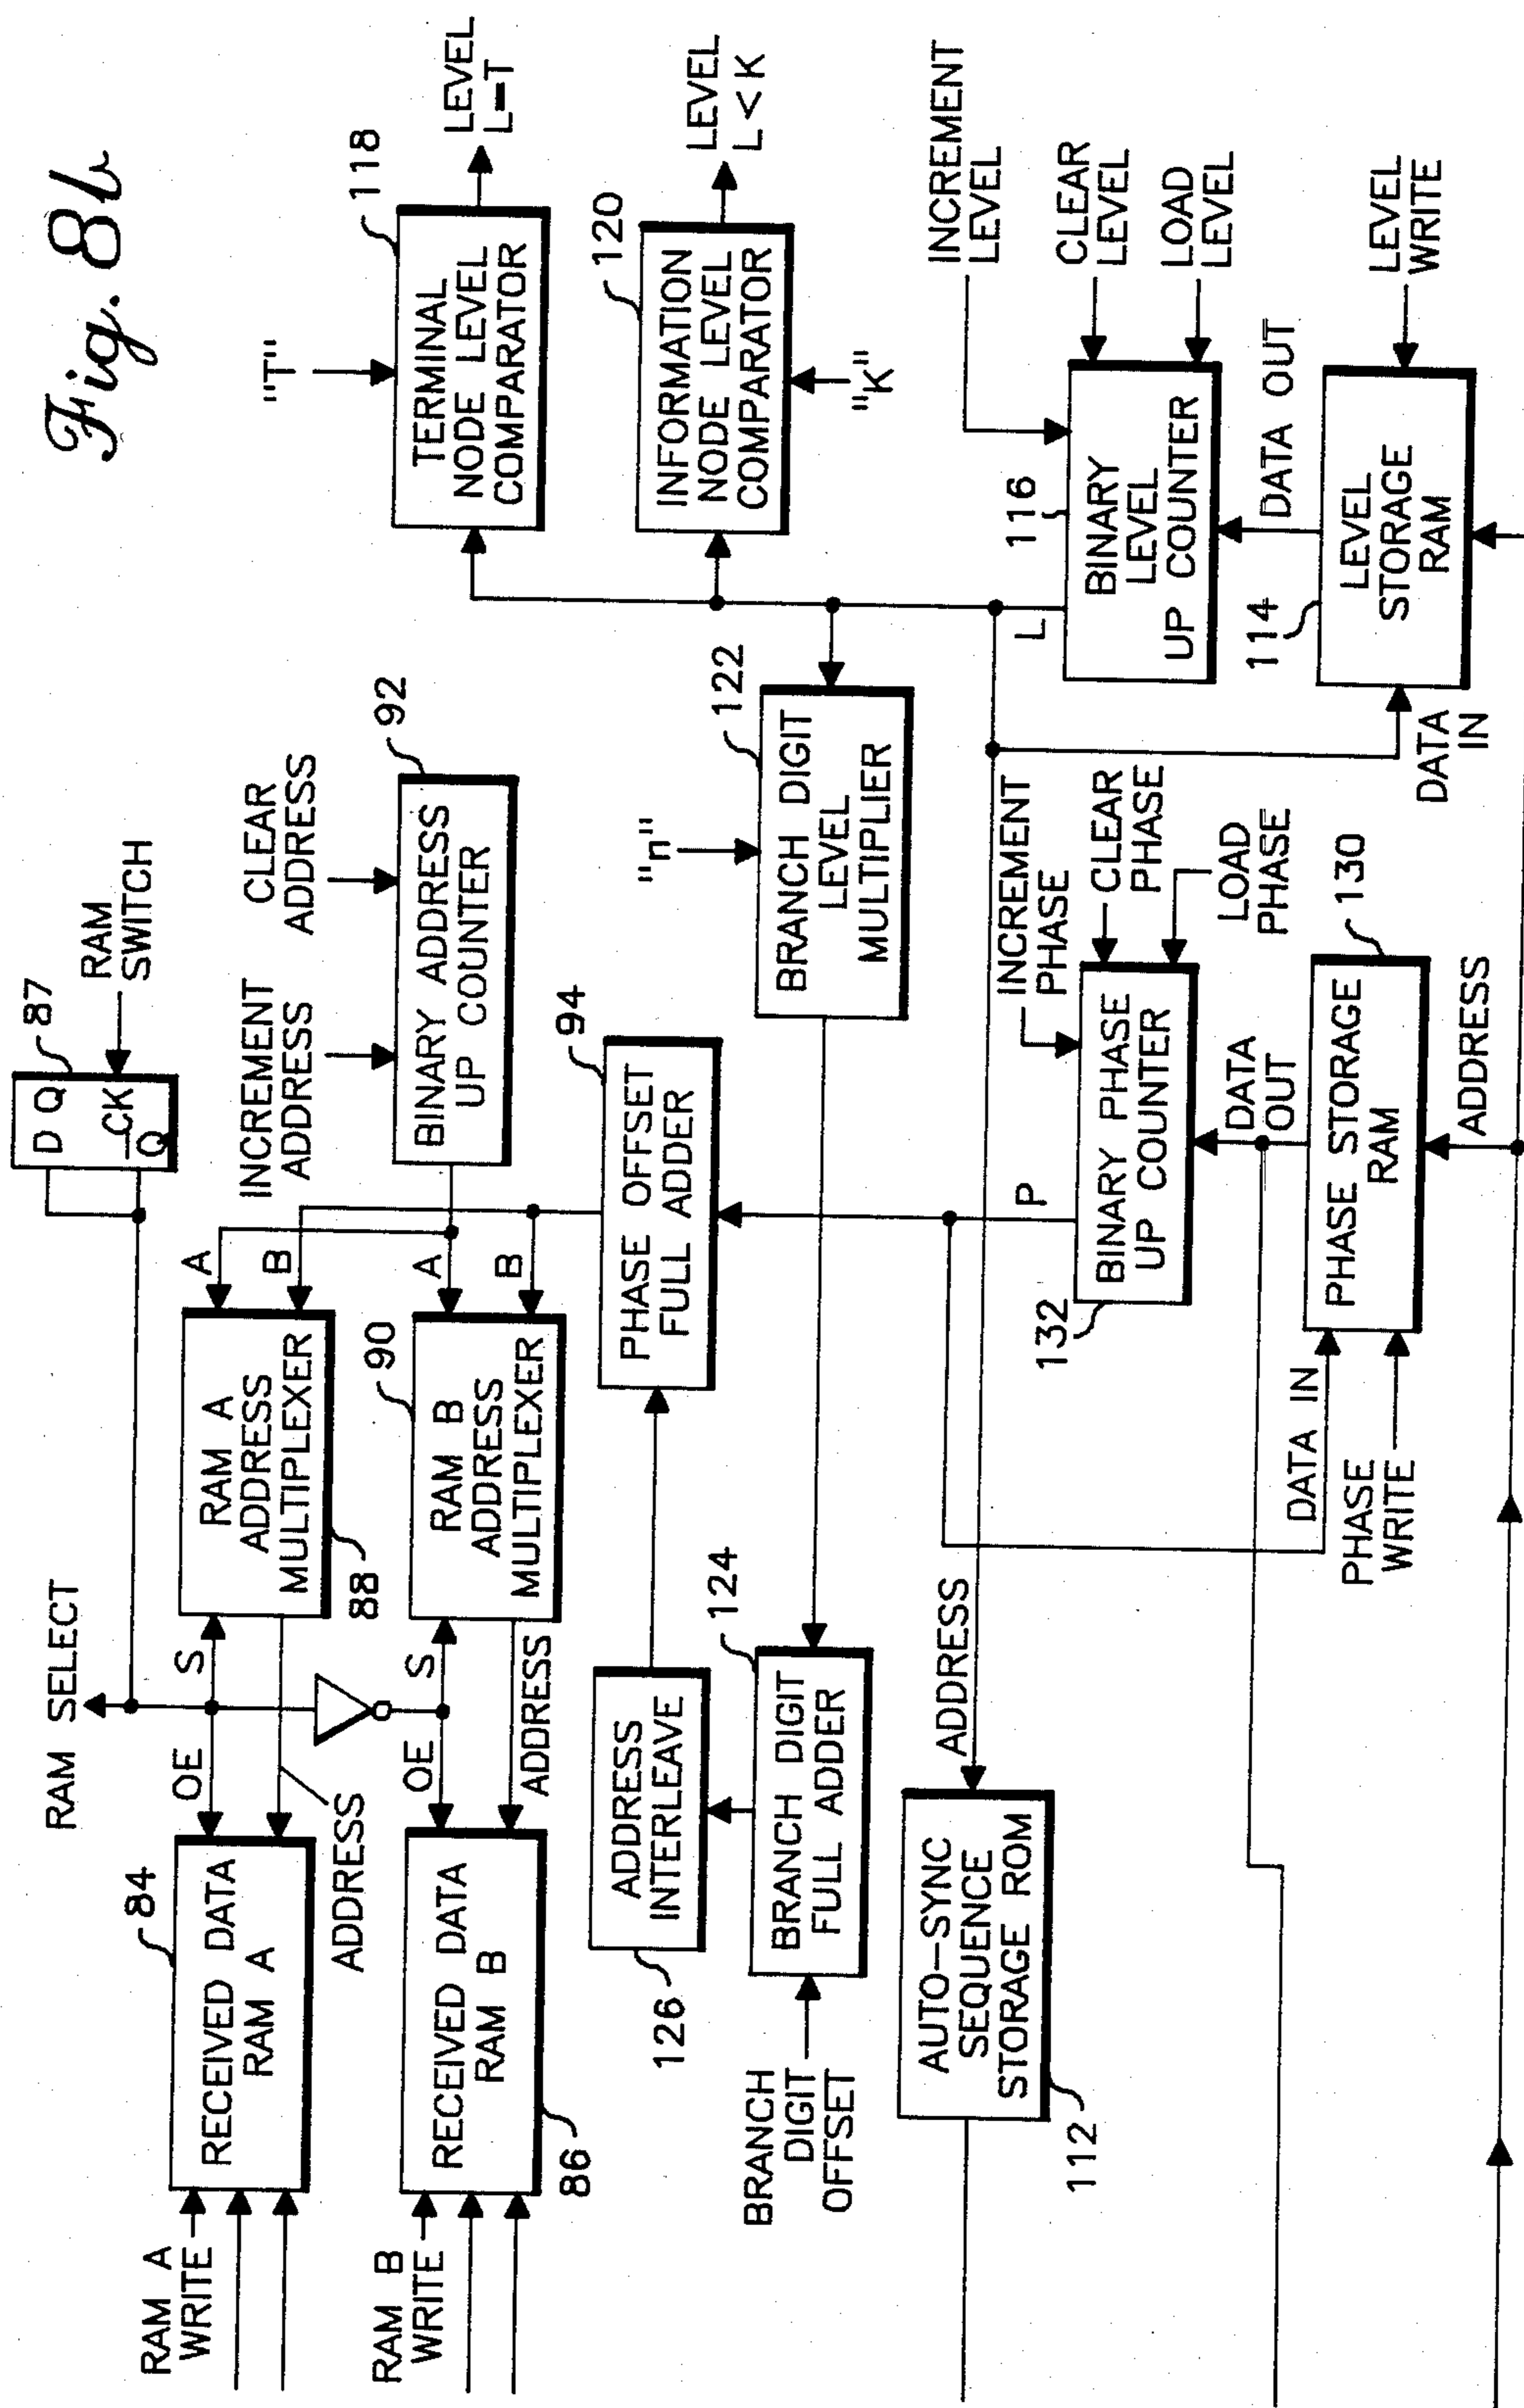 Fig. 8b
RAM SELECT
87
D Q
CK
Q
RAM
SWITCH
RAM A
WRITE
84
RECEIVED DATA
RAM A
OE
S
ADDRESS
RAM A
ADDRESS
MULTIPLEXER
88
A
B
INCREMENT
ADDRESS
CLEAR
ADDRESS
92
BINARY ADDRESS
UP COUNTER
"T"
118
TERMINAL
NODE LEVEL
COMPARATOR
LEVEL
L=T
RAM B
WRITE
RECEIVED DATA
RAM B
86
OE
S
ADDRESS
90
RAM B
ADDRESS
MULTIPLEXER
A
B
120
INFORMATION
NODE LEVEL
COMPARATOR
"K"
LEVEL
L<K
126
ADDRESS
INTERLEAVE
94
PHASE OFFSET
FULL ADDER
"n"
122
BRANCH DIGIT
LEVEL
MULTIPLIER
BRANCH
DIGIT
OFFSET
124
BRANCH DIGIT
FULL ADDER
AUTO-SYNC
SEQUENCE
STORAGE ROM
112
ADDRESS
P
L
INCREMENT
PHASE
CLEAR
PHASE
LOAD
PHASE
132
BINARY PHASE
UP COUNTER
116
BINARY
LEVEL
UP COUNTER
INCREMENT
LEVEL
CLEAR
LEVEL
LOAD
LEVEL
DATA IN
PHASE
WRITE
DATA
OUT
PHASE STORAGE
RAM
130
ADDRESS
DATA OUT
114
LEVEL
STORAGE
RAM
DATA
IN
LEVEL
WRITE